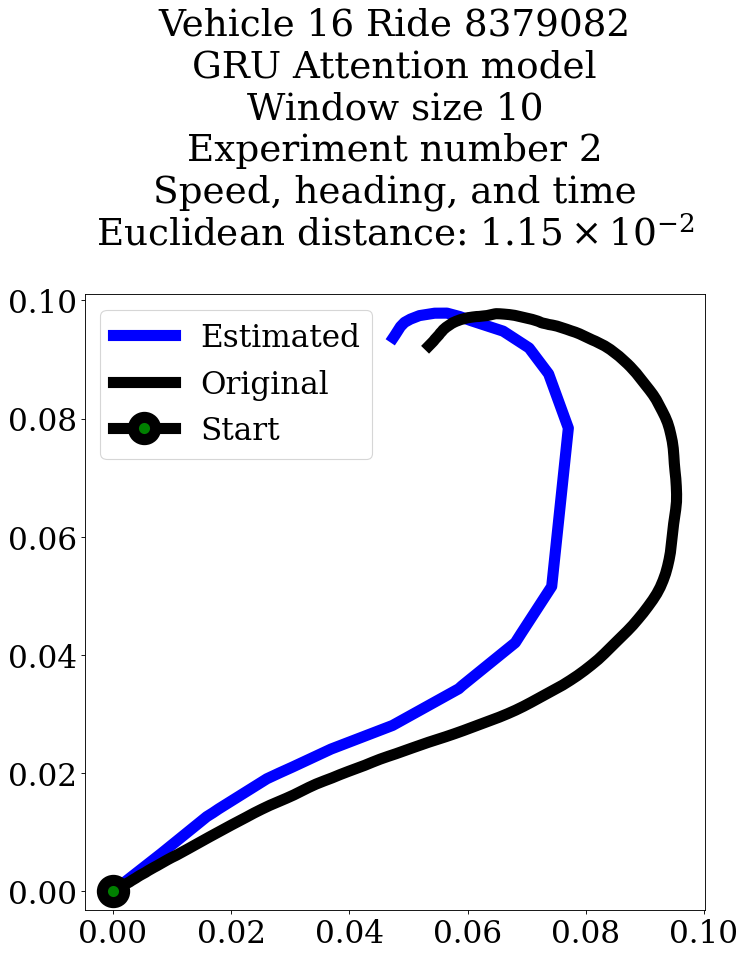 Vehicle 16 Ride 8379082
GRU Attention model
Window size 10
Experiment number 2
Speed, heading, and time
Euclidean distance: 1.15 × 10⁻²
Estimated
Original
Start
0.10
0.08
0.06
0.04
0.02
0.00
0.00 0.02 0.04 0.06 0.08 0.10